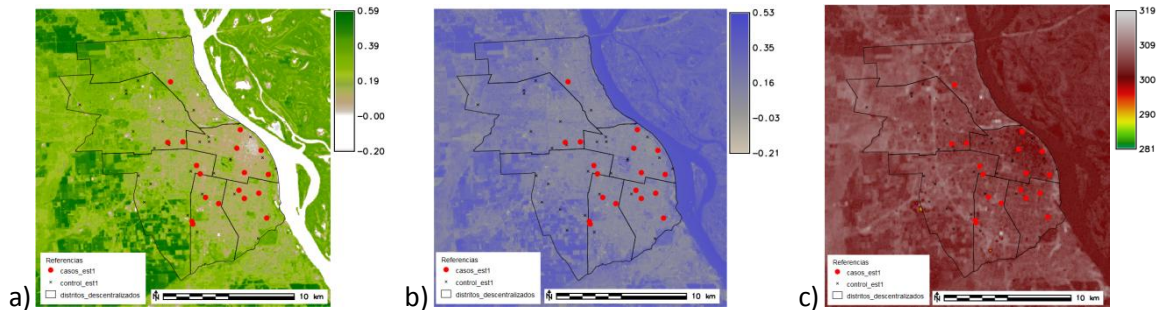 a)
0.59
0.39
0.19
-0.00
-0.20
Referencias
casos_est1
control_est1
distritos_descentralizados
N
10 km
b)
0.53
0.35
0.16
-0.03
-0.21
Referencias
casos_est1
control_est1
distritos_descentralizados
N
10 km
c)
319
309
300
290
281
Referencias
casos_est1
control_est1
distritos_descentralizados
N
10 km